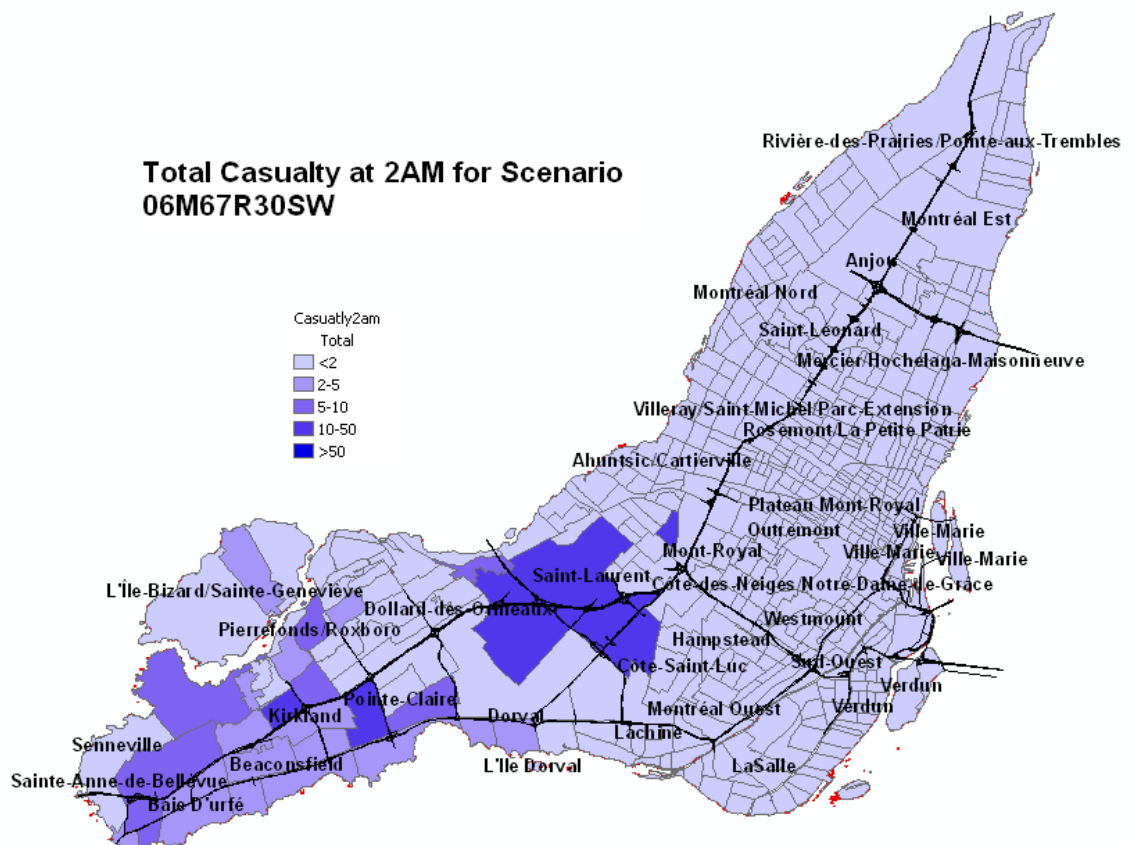 Rivière-des-Prairies/Pointe-aux-Trembles
Total Casualty at 2AM for Scenario
06M67R30SW
Montréal Est
Anjou
Montréal Nord
Casuatly2am
Total
Saint-Léonard
<2
Mercier/Hochelaga-Maisonneuve
2-5
5-10
Villeray/Saint-Michel/Parc-Extension
10-50
Rosemont/La Petite Patrie
>50
Ahuntsic/Cartierville
Plateau Mont-Royal
Outremont
Ville-Marie
Mont-Royal
Ville-Marie
Ville-Marie
Saint-Laurent
Côte-des-Neiges/Notre-Dame-de-Grâce
L'Île-Bizard/Sainte-Geneviève
Dollard-des-Ormeaux
Westmount
Pierrefonds/Roxboro
Hampstead
Côte-Saint-Luc
Sud-Ouest
Verdun
Pointe-Claire
Verdun
Montréal Ouest
Kirkland
Dorval
Lachine
Senneville
Beaconsfield
L'Ile Dorval
LaSalle
Sainte-Anne-de-Bellevue
Baie D'urfé